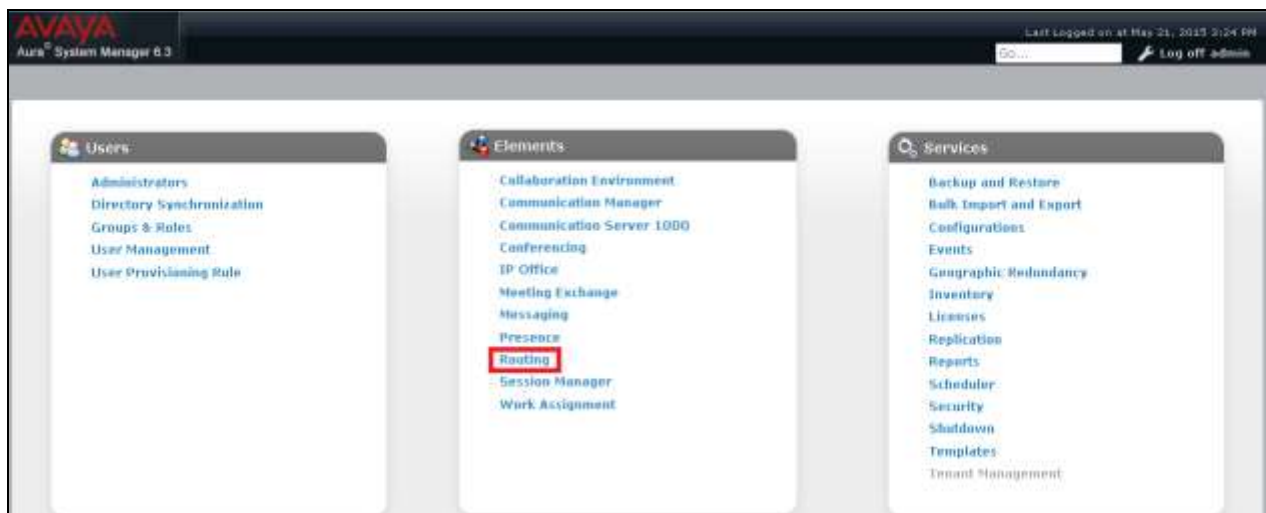 AVAYA
Aura® System Manager 6.3
Last Logged on at May 21, 2015 3:24 PM
Go...
Log off admin
Users
Administrators
Directory Synchronization
Groups & Roles
User Management
User Provisioning Rule
Elements
Collaboration Environment
Communication Manager
Communication Server 1000
Conferencing
IP Office
Meeting Exchange
Messaging
Presence
Routing
Session Manager
Work Assignment
Services
Backup and Restore
Bulk Import and Export
Configurations
Events
Geographic Redundancy
Inventory
Licenses
Replication
Reports
Scheduler
Security
Shutdown
Templates
Tenant Management